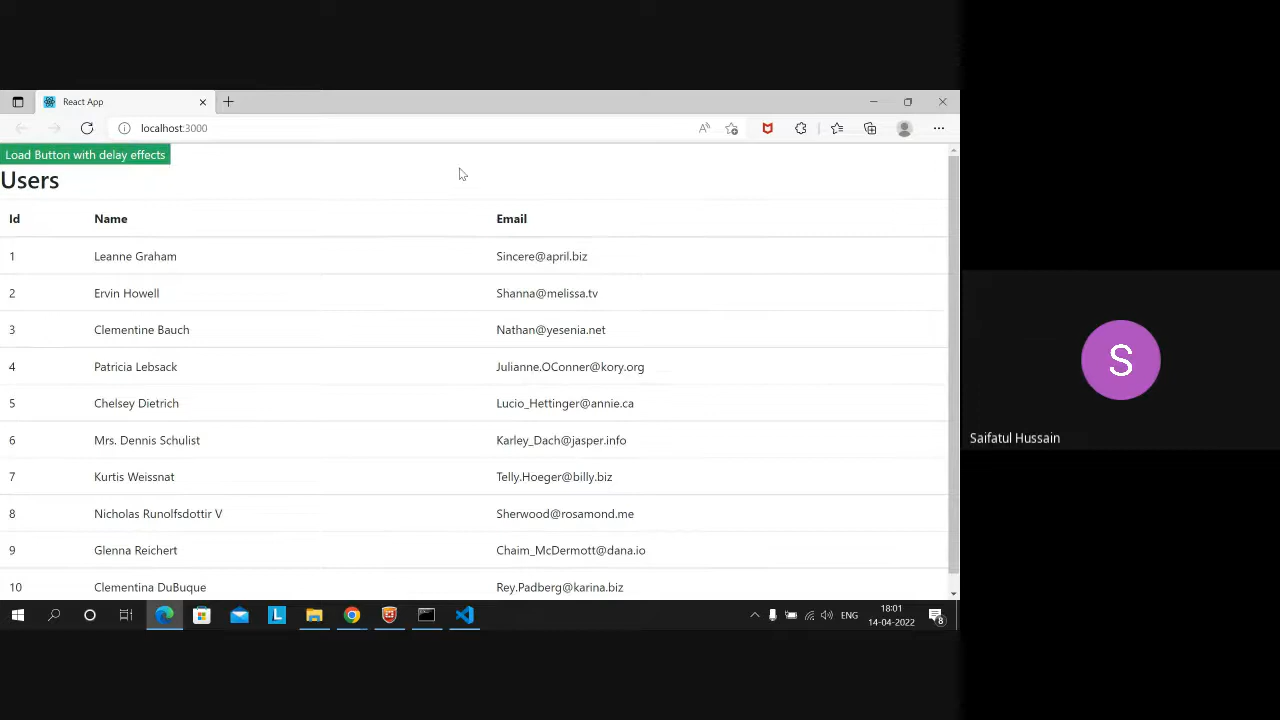 React App
localhost:3000
Load Button with delay effects
Users
Id Name Email
1 Leanne Graham Sincere@april.biz
2 Ervin Howell Shanna@melissa.tv
3 Clementine Bauch Nathan@yesenia.net
4 Patricia Lebsack Julianne.OConner@kory.org
5 Chelsey Dietrich Lucio_Hettinger@annie.ca
6 Mrs. Dennis Schulist Karley_Dach@jasper.info
7 Kurtis Weissnat Telly.Hoeger@billy.biz
8 Nicholas Runolfsdottir V Sherwood@rosamond.me
9 Glenna Reichert Chaim_McDermott@dana.io
10 Clementina DuBuque Rey.Padberg@karina.biz
L
ENG
18:01
14-04-2022
8
S
Saifatul Hussain